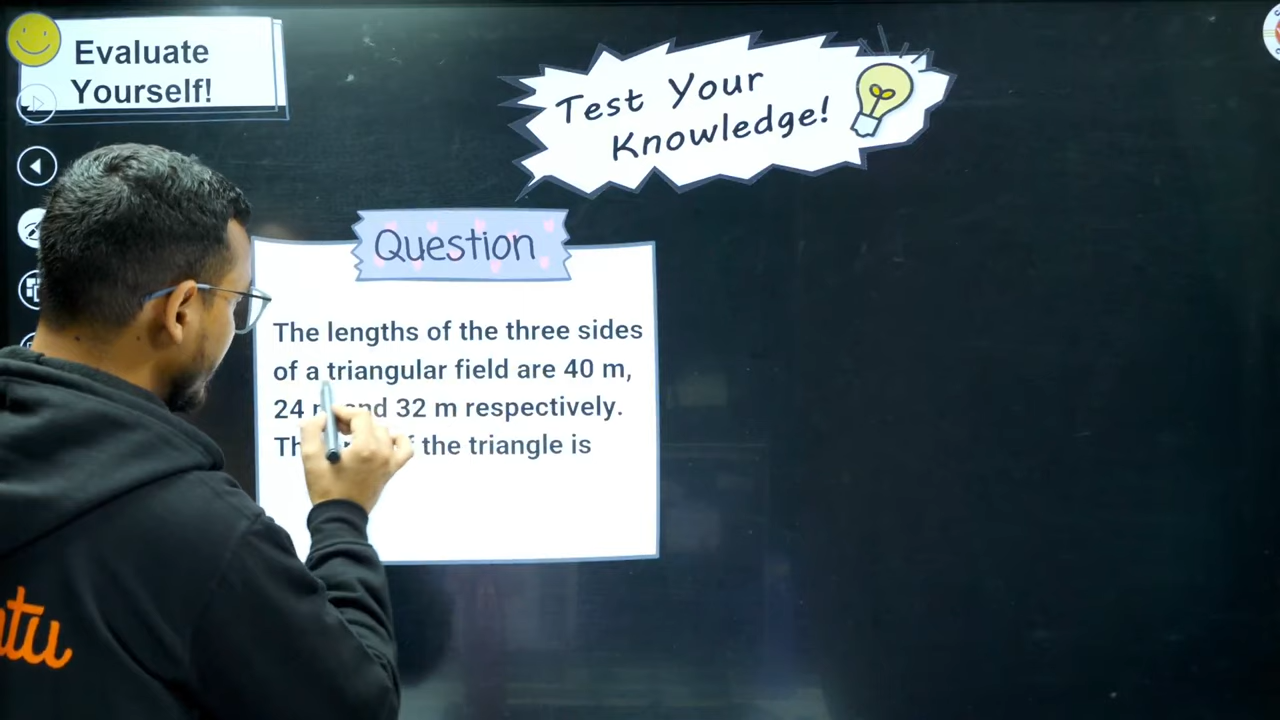 Evaluate
Yourself!
Test Your
Knowledge!
Question
The lengths of the three sides
of a triangular field are 40 m,
24 and 32 m respectively.
the triangle is